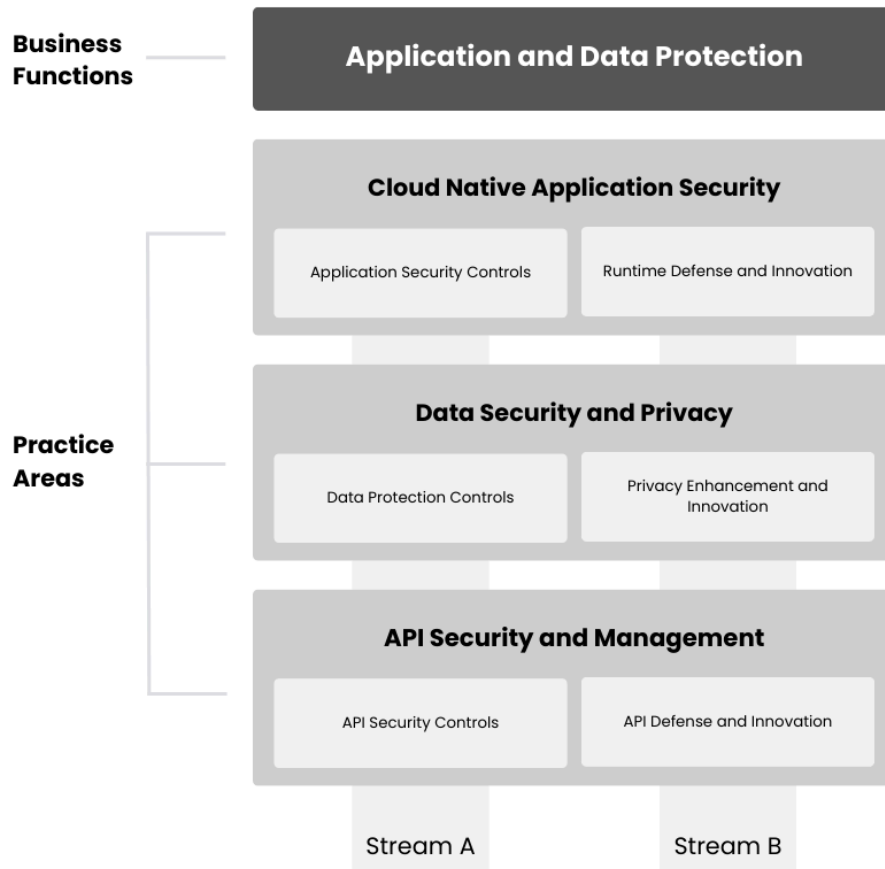 Business
Functions
Application and Data Protection
Cloud Native Application Security
Application Security Controls
Runtime Defense and Innovation
Practice
Areas
Data Security and Privacy
Data Protection Controls
Privacy Enhancement and
Innovation
API Security and Management
API Security Controls
API Defense and Innovation
Stream A
Stream B